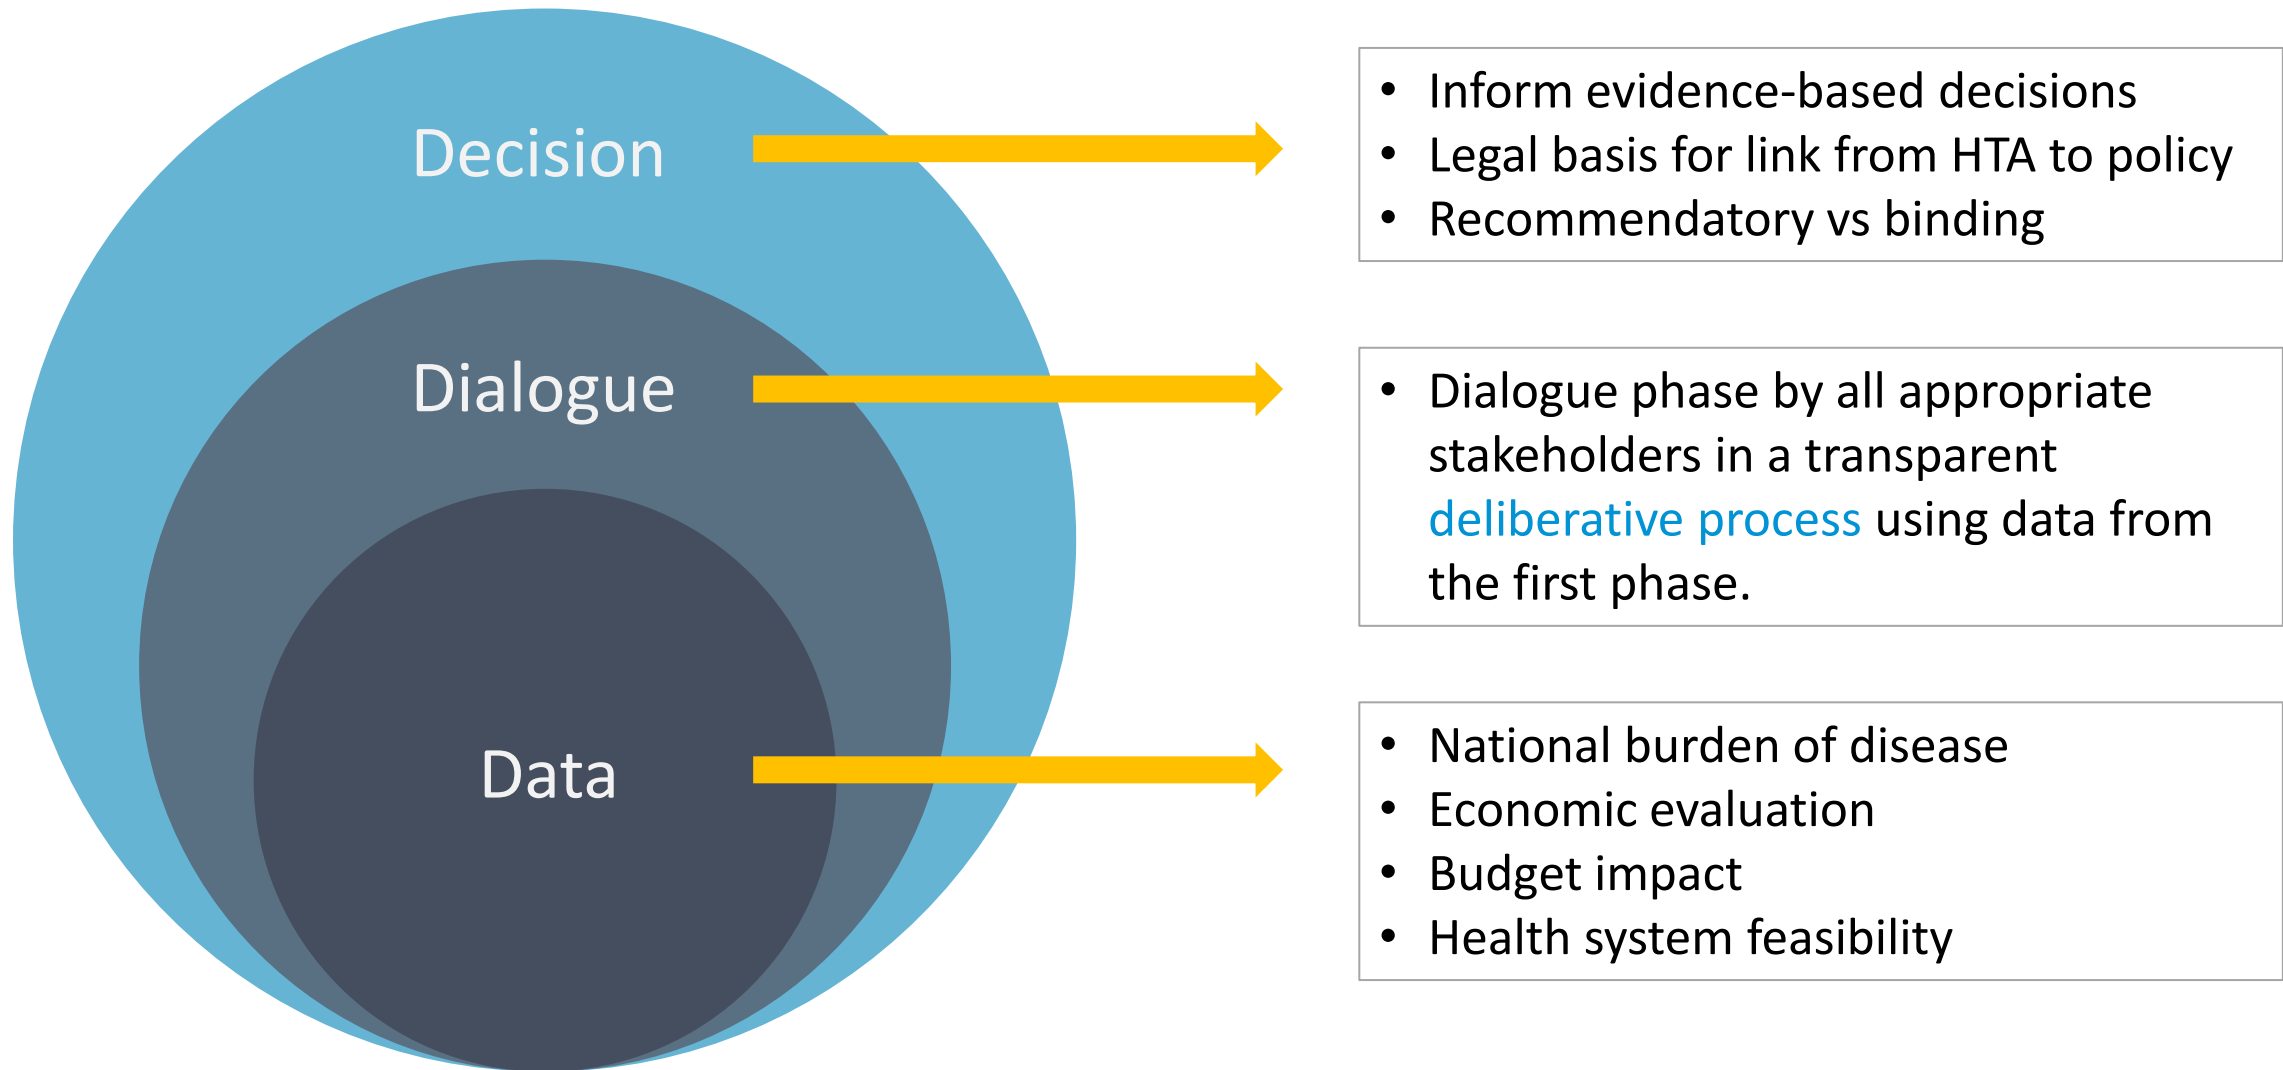 Decision
• Inform evidence-based decisions
• Legal basis for link from HTA to policy
• Recommendatory vs binding
Dialogue
• Dialogue phase by all appropriate
stakeholders in a transparent
deliberative process using data from
the first phase.
Data
• National burden of disease
• Economic evaluation
• Budget impact
• Health system feasibility